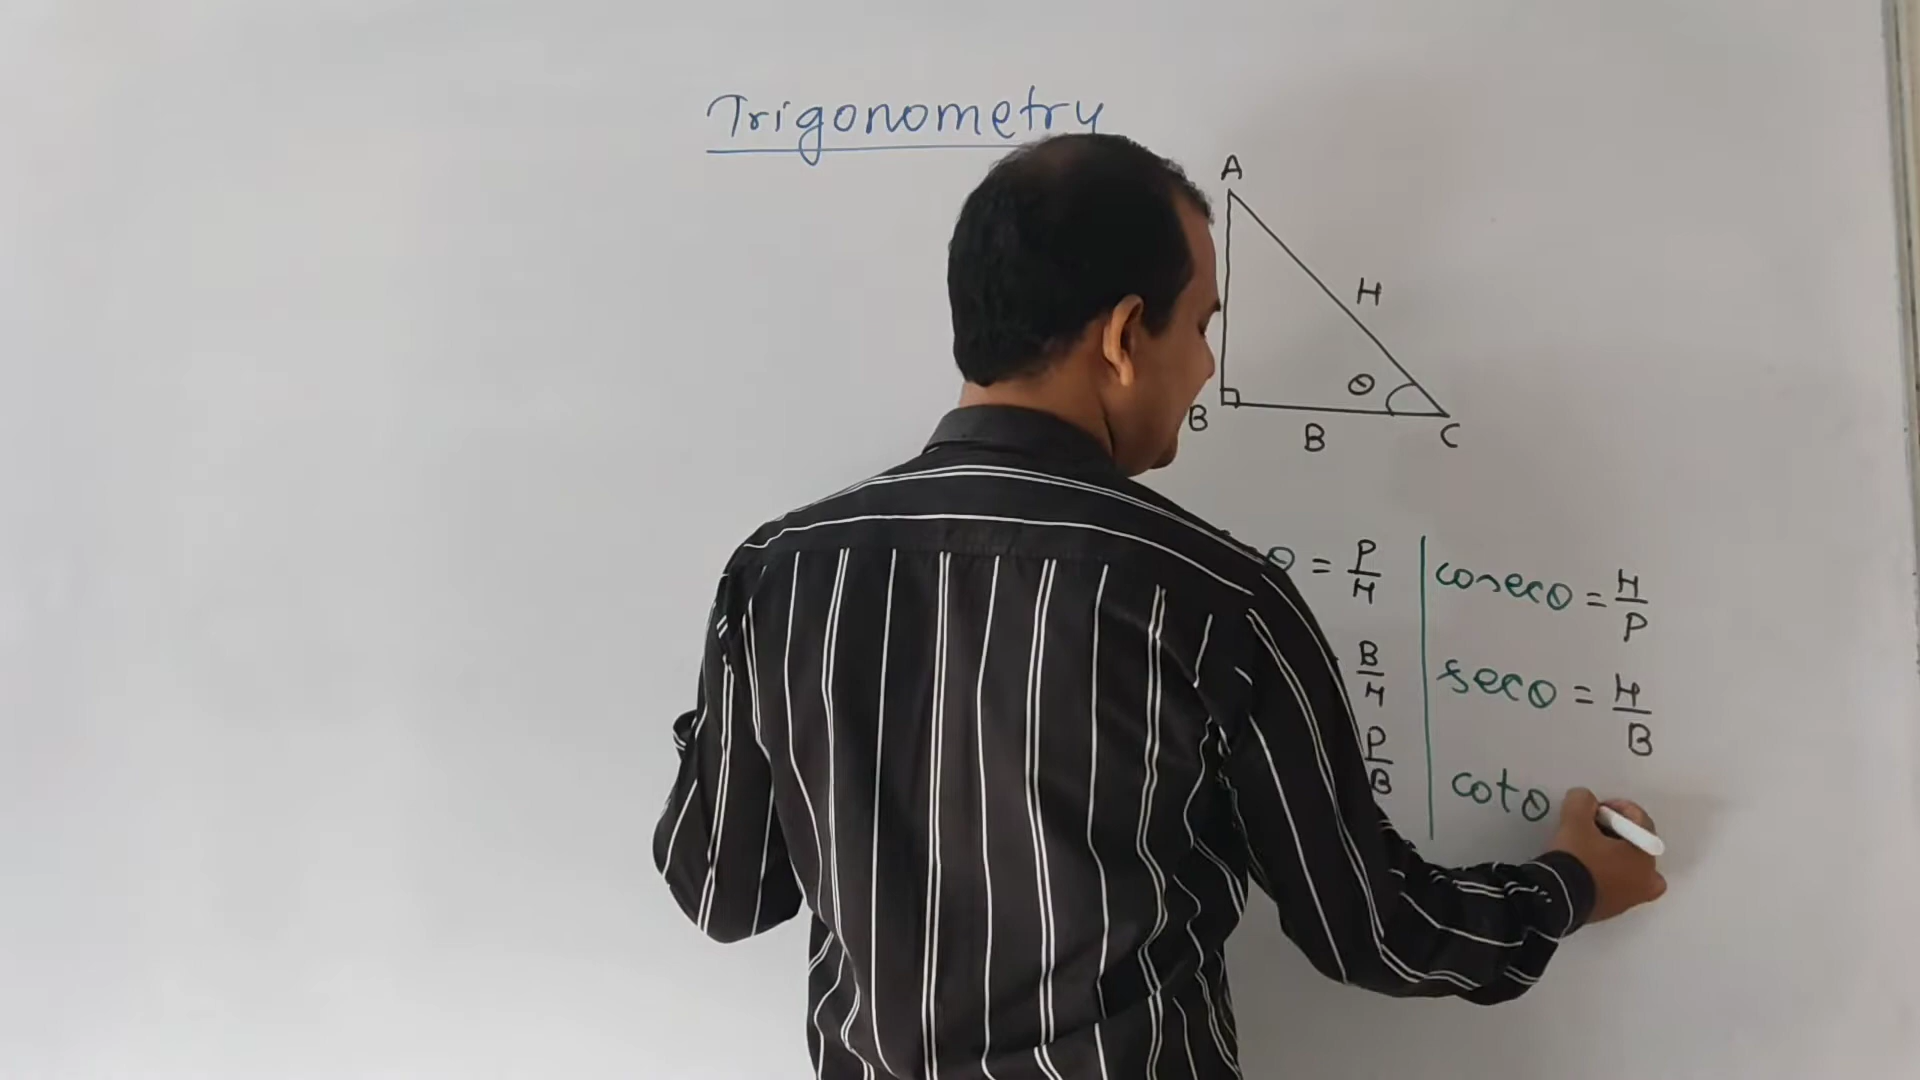 Trigonometry
A
H
θ
B
B
C
θ = P/H
cosecθ = H/P
B/H
secθ = H/B
P/B
cotθ